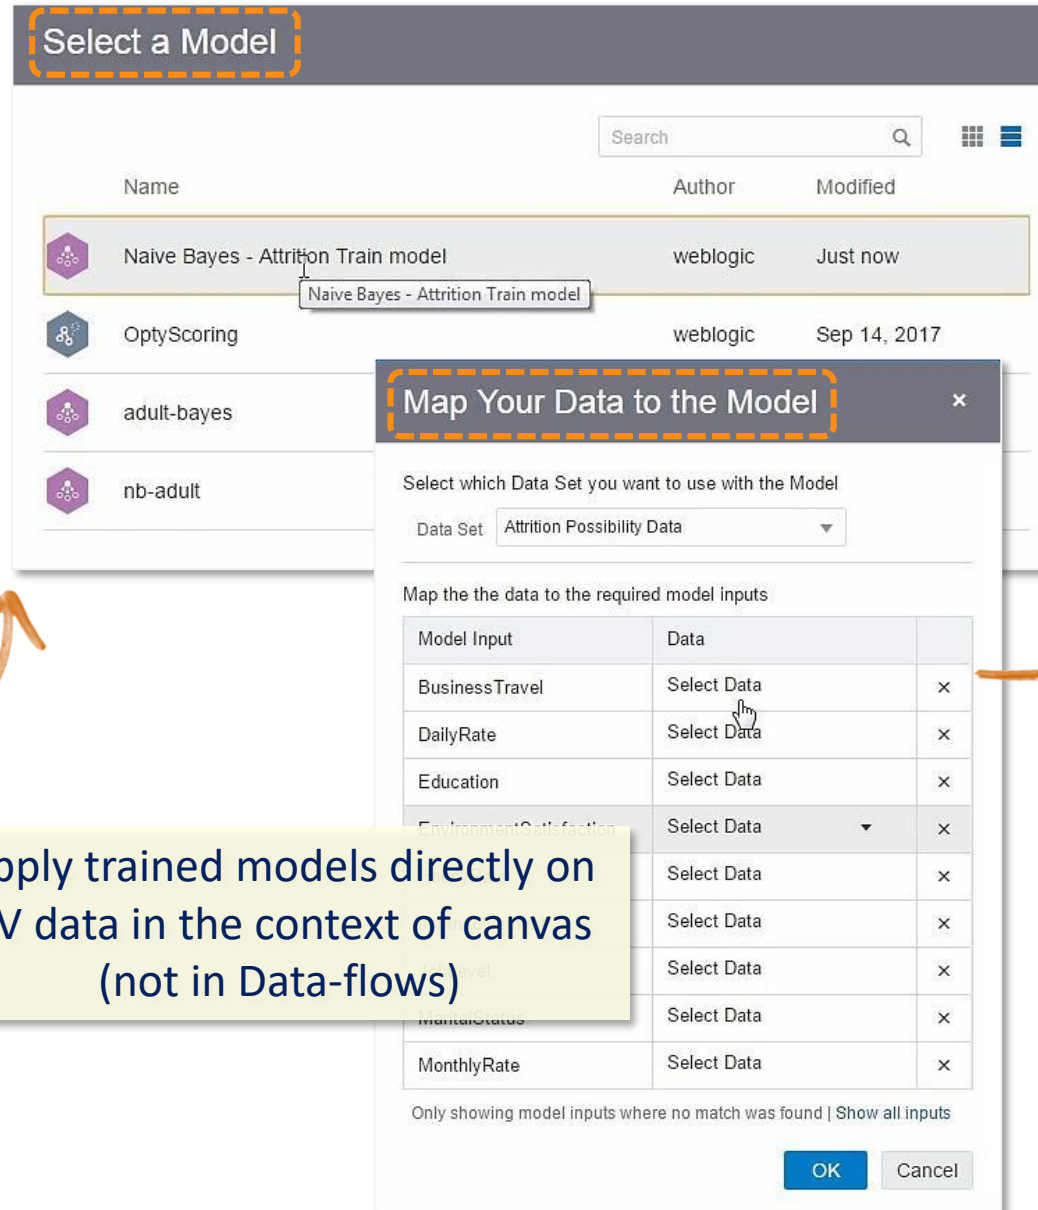 Select a Model
Search
Name Author Modified
Naive Bayes - Attrition Train model weblogic Just now
Naive Bayes - Attrition Train model
OptyScoring weblogic Sep 14, 2017
adult-bayes
nb-adult
Map Your Data to the Model ×
Select which Data Set you want to use with the Model
Data Set Attrition Possibility Data
Map the the data to the required model inputs
Model Input Data
BusinessTravel Select Data ×
DailyRate Select Data ×
Education Select Data ×
EnvironmentSatisfaction Select Data ×
Select Data ×
Select Data ×
Select Data ×
MaritalStatus Select Data ×
MonthlyRate Select Data ×
Only showing model inputs where no match was found | Show all inputs
OK Cancel
pply trained models directly on
V data in the context of canvas
(not in Data-flows)